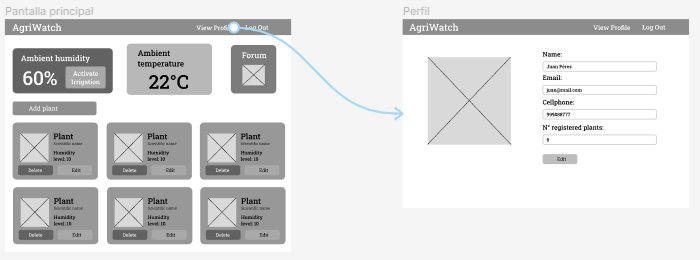 Pantalla principal
AgriWatch
View Profile
Log Out
Ambient humidity
60%
Activate
Irrigation
Ambient
temperature
22°C
Forum
Add plant
Plant
Scientific name
Humidity
level: 10
Delete
Edit
Plant
Scientific name
Humidity
level: 10
Delete
Edit
Plant
Scientific name
Humidity
level: 10
Delete
Edit
Plant
Scientific name
Humidity
level: 10
Delete
Edit
Plant
Scientific name
Humidity
level: 10
Delete
Edit
Plant
Scientific name
Humidity
level: 10
Delete
Edit
Perfil
AgriWatch
View Profile
Log Out
Name:
Juan Péres
Email:
juan@mail.com
Cellphone:
N° registered plants:
6
Edit